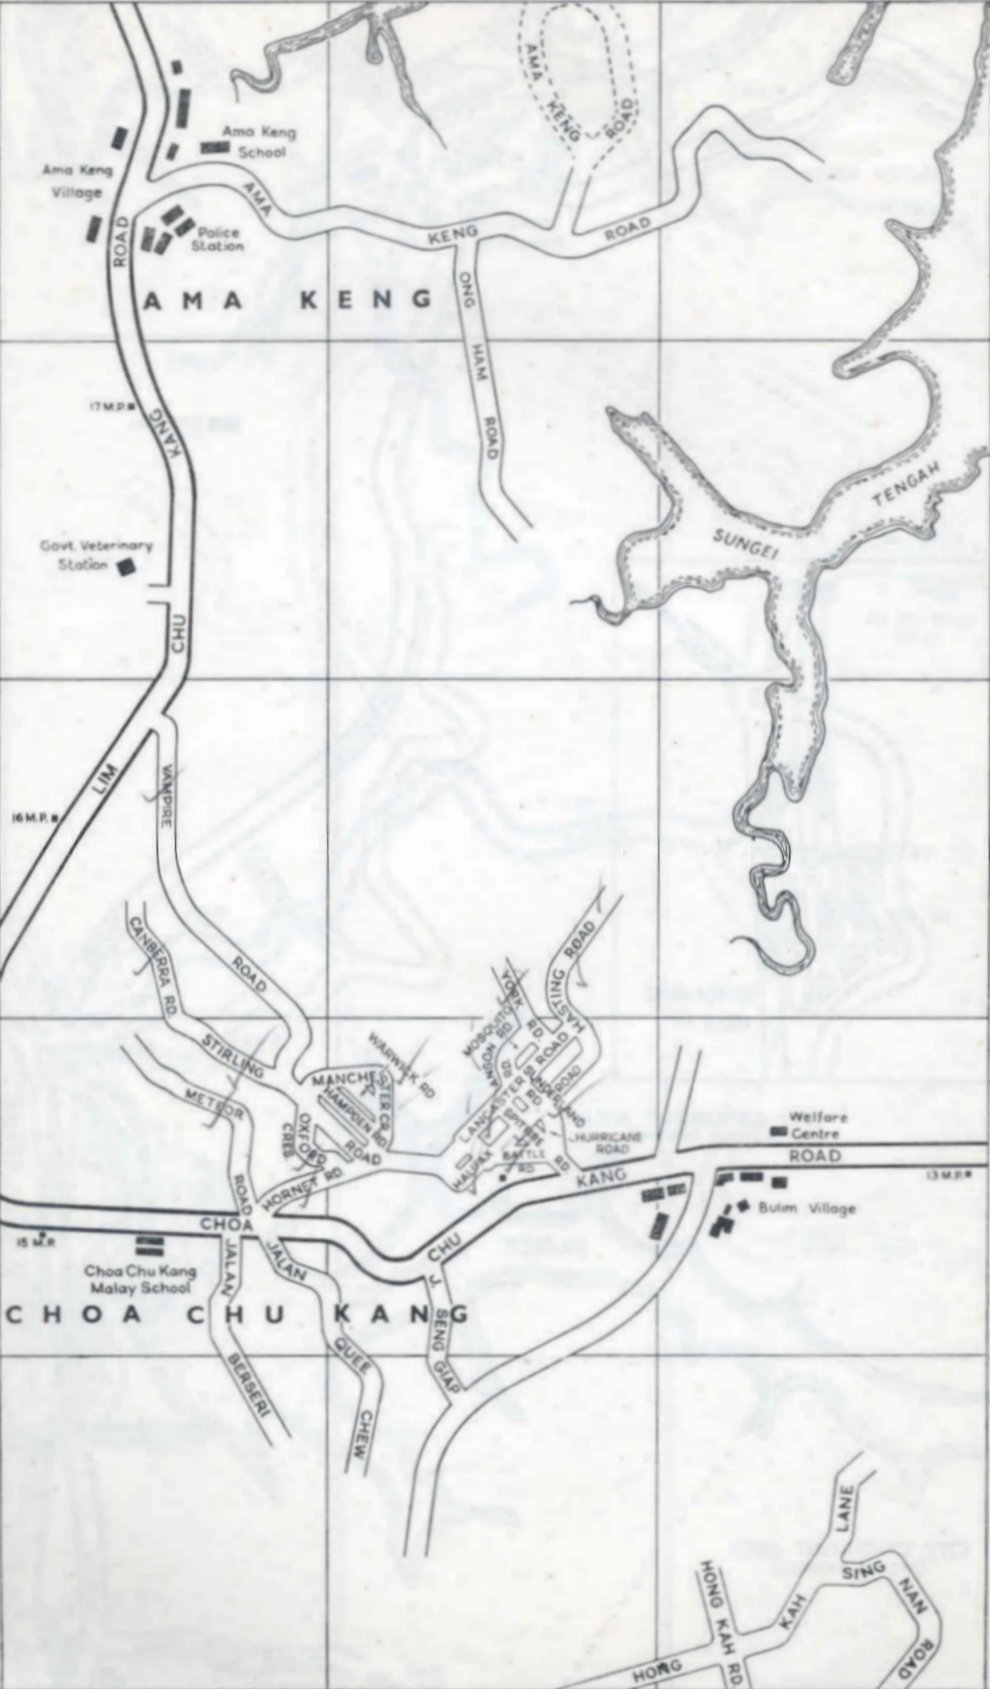 AMA KENG ROAD
Ama Keng
School
Ama Keng
Village
AMA KENG ROAD
Police
Station
AMA KENG
ONG HAM ROAD
17 M.P.
LIM CHU KANG ROAD
SUNGEI TENGAH
Govt. Veterinary
Station
16 M.P.
VAMPIRE ROAD
CANBERRA RD.
STIRLING
ROAD
METEOR ROAD
WARWICK RD
MANCHESTER CR.
HAMPDEN RD.
OXFORD
CRES
HORNET RD.
YORK RD
HASTING ROAD
MOSQUITO
RD
ANSON RD
LANCASTER RD
SUNDERLAND
ROAD
ROAD
SPITFIRE
RD
HALIFAX
BATTLE
RD.
RD.
HURRICANE
ROAD
Welfare
Centre
CHOA CHU KANG ROAD
13 M.P.
Bulim Village
15 M.P.
Choa Chu Kang
Malay School
CHOA CHU KANG
JALAN BERSERI
JALAN QUEE CHEW
J. SENG GIAP
LANE
SING NAN ROAD
HONG KAH RD
HONG KAH